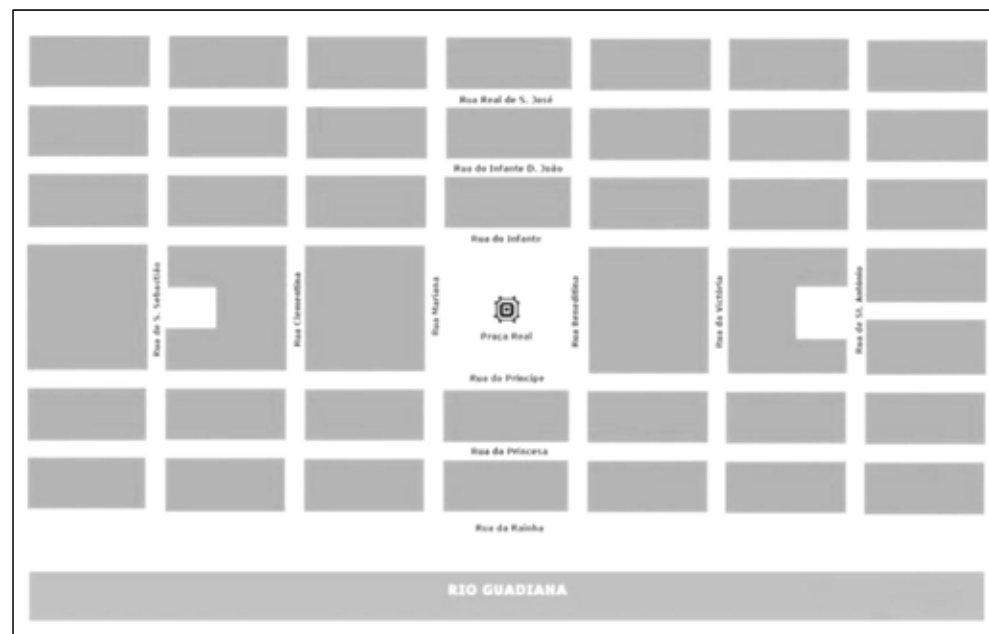 Rua Real de S. José
Rua do Infante D. João
Rua do Infante
Rua de S. Sebastião
Rua Clementina
Rua Mariana
Rua Beneditina
Rua da Victória
Rua de St. António
Praça Real
Rua do Príncipe
Rua da Princesa
Rua da Rainha
RIO GUADIANA